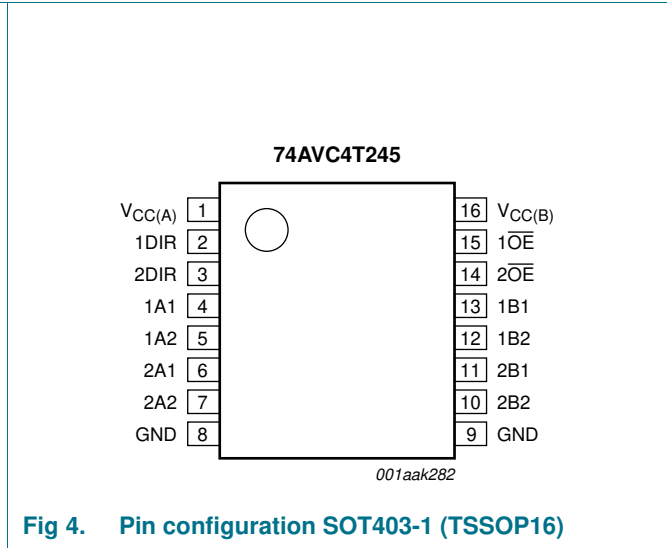 74AVC4T245
VCC(A) 1 16 VCC(B)
1DIR 2 15 1O̅E̅
2DIR 3 14 2O̅E̅
1A1 4 13 1B1
1A2 5 12 1B2
2A1 6 11 2B1
2A2 7 10 2B2
GND 8 9 GND
001aak282
Fig 4. Pin configuration SOT403-1 (TSSOP16)